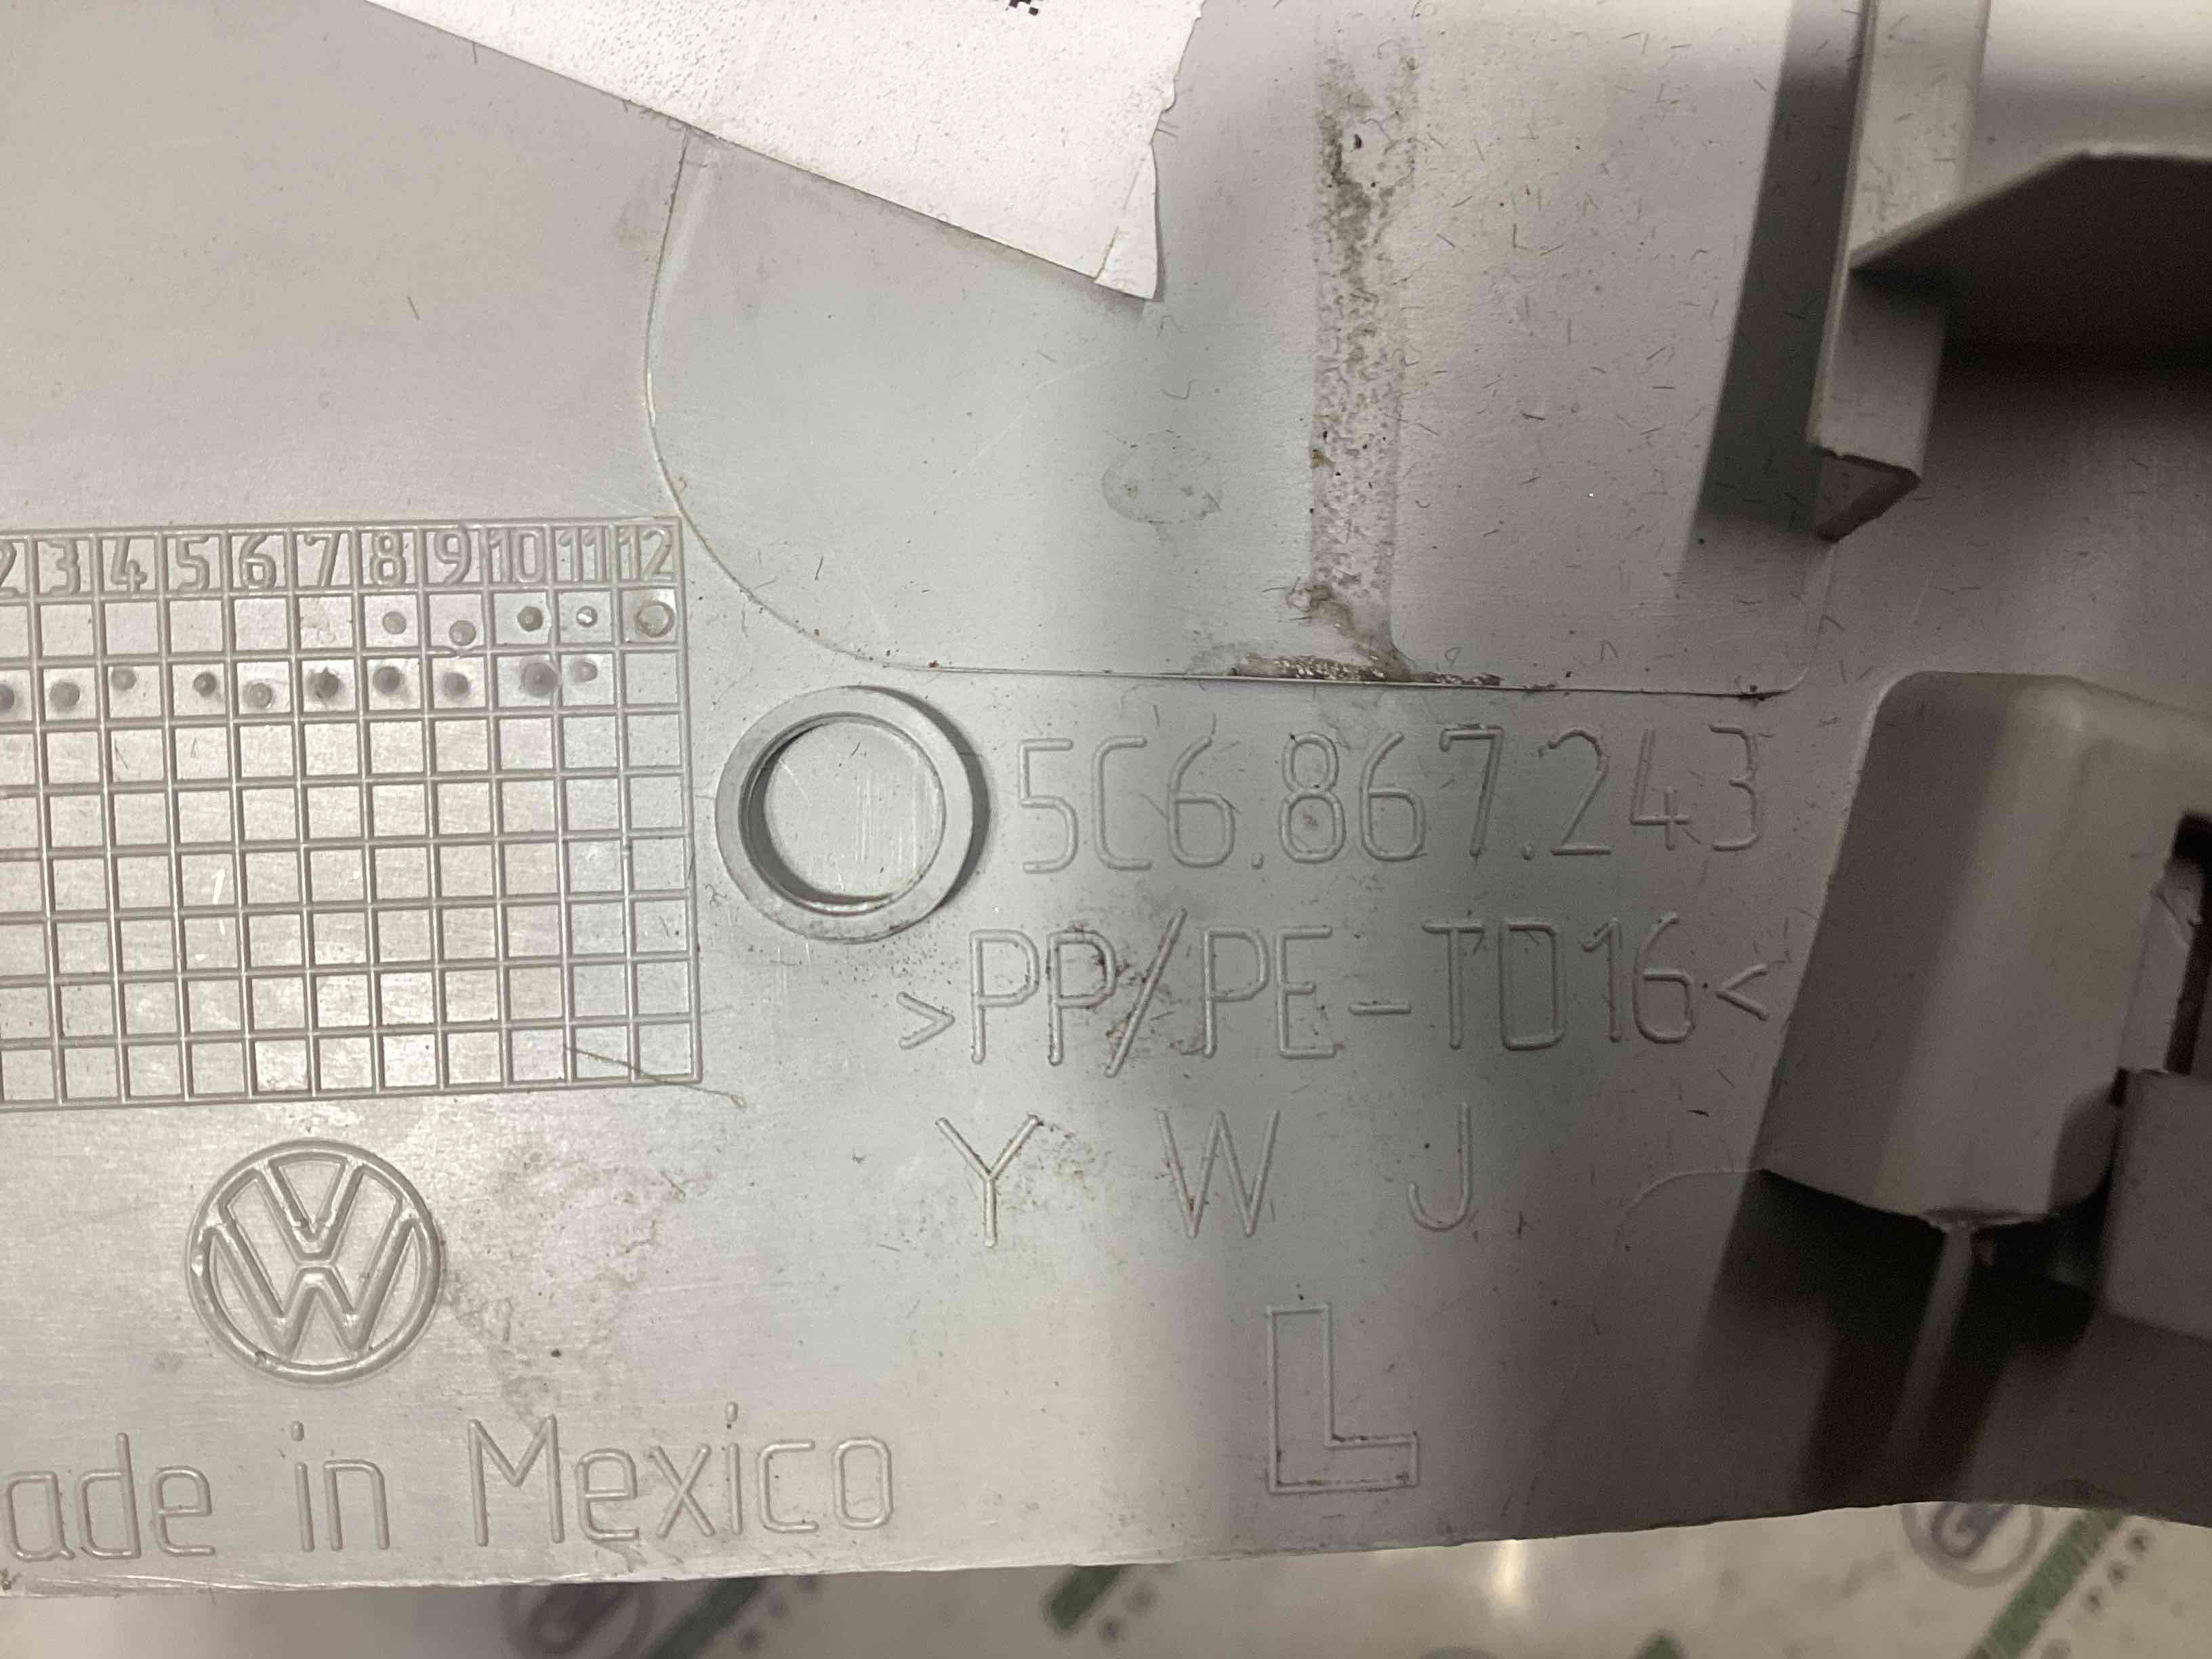 2 3 4 5 6 7 8 9 10 11 12
5C6.867.243
>PP/PE-TD16<
Y W J
VW
ade in Mexico
L